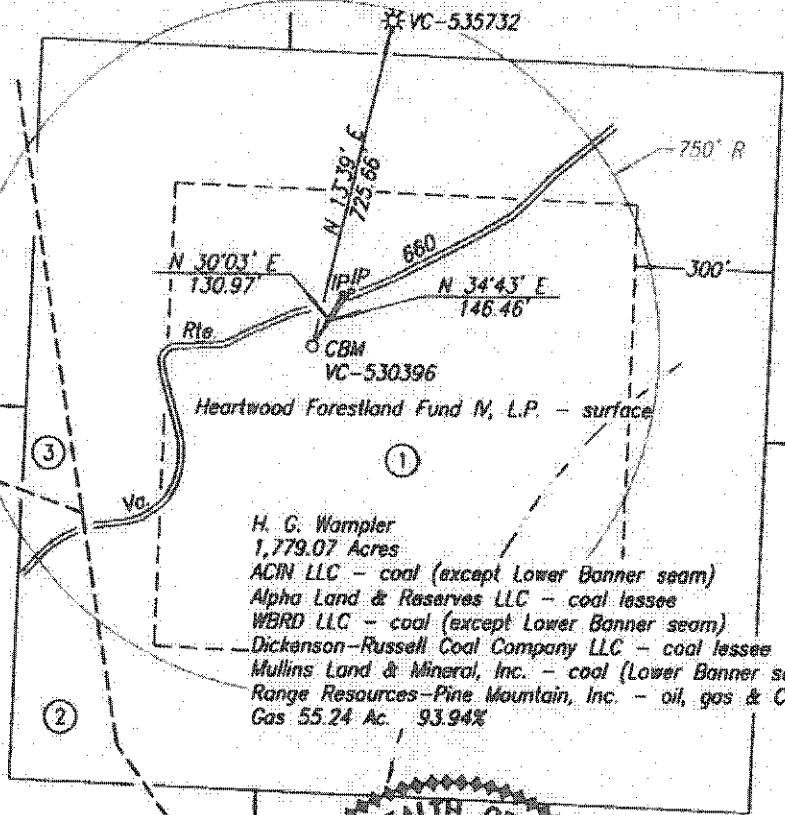 VC-535732
750' R
N 13°39' E
725.66'
660
N 30°03' E
130.97'
IP IP
N 34°43' E
146.46'
300'
Rte.
CBM
VC-530396
Heartwood Forestland Fund IV, L.P. - surface
1
3
Va.
H. G. Wampler
1,779.07 Acres
ACIN LLC - coal (except Lower Banner seam)
Alpha Land & Reserves LLC - coal lessee
WBRD LLC - coal (except Lower Banner seam)
Dickenson-Russell Coal Company LLC - coal lessee
Mullins Land & Mineral, Inc. - coal (Lower Banner
Range Resources-Pine Mountain, Inc. - oil, gas & C
Gas 55.24 Ac. 93.94%
2